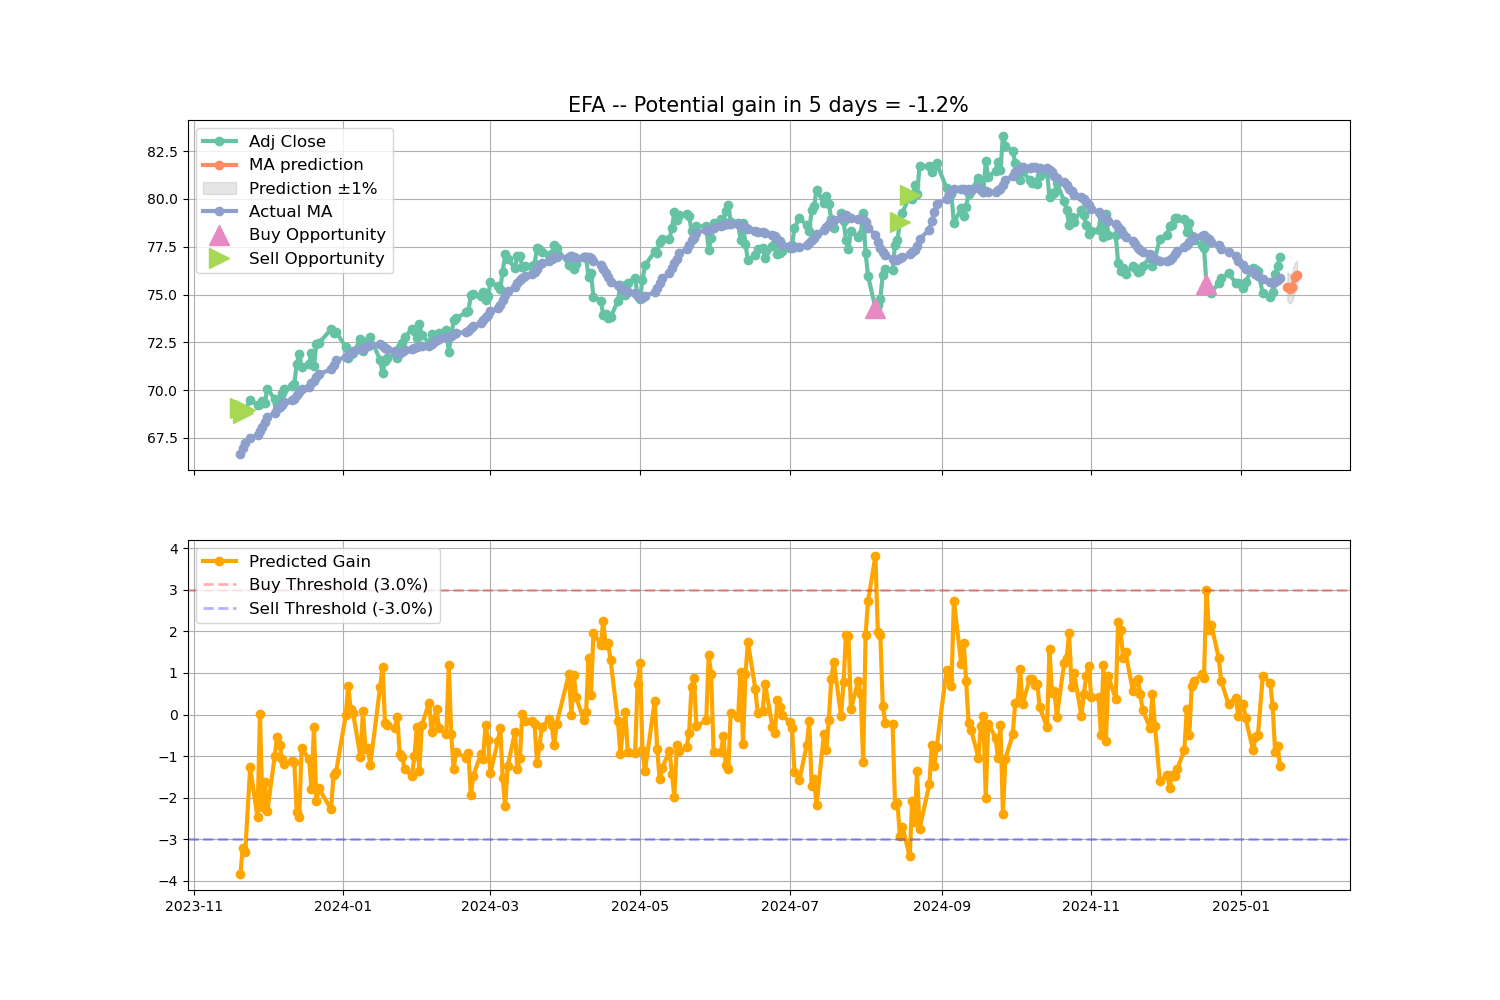 EFA -- Potential gain in 5 days = -1.2%
Adj Close
MA prediction
Prediction ±1%
Actual MA
Buy Opportunity
Sell Opportunity
82.5
80.0
77.5
75.0
72.5
70.0
67.5
Predicted Gain
Buy Threshold (3.0%)
Sell Threshold (-3.0%)
4
3
2
1
0
−1
−2
−3
−4
2023-11
2024-01
2024-03
2024-05
2024-07
2024-09
2024-11
2025-01